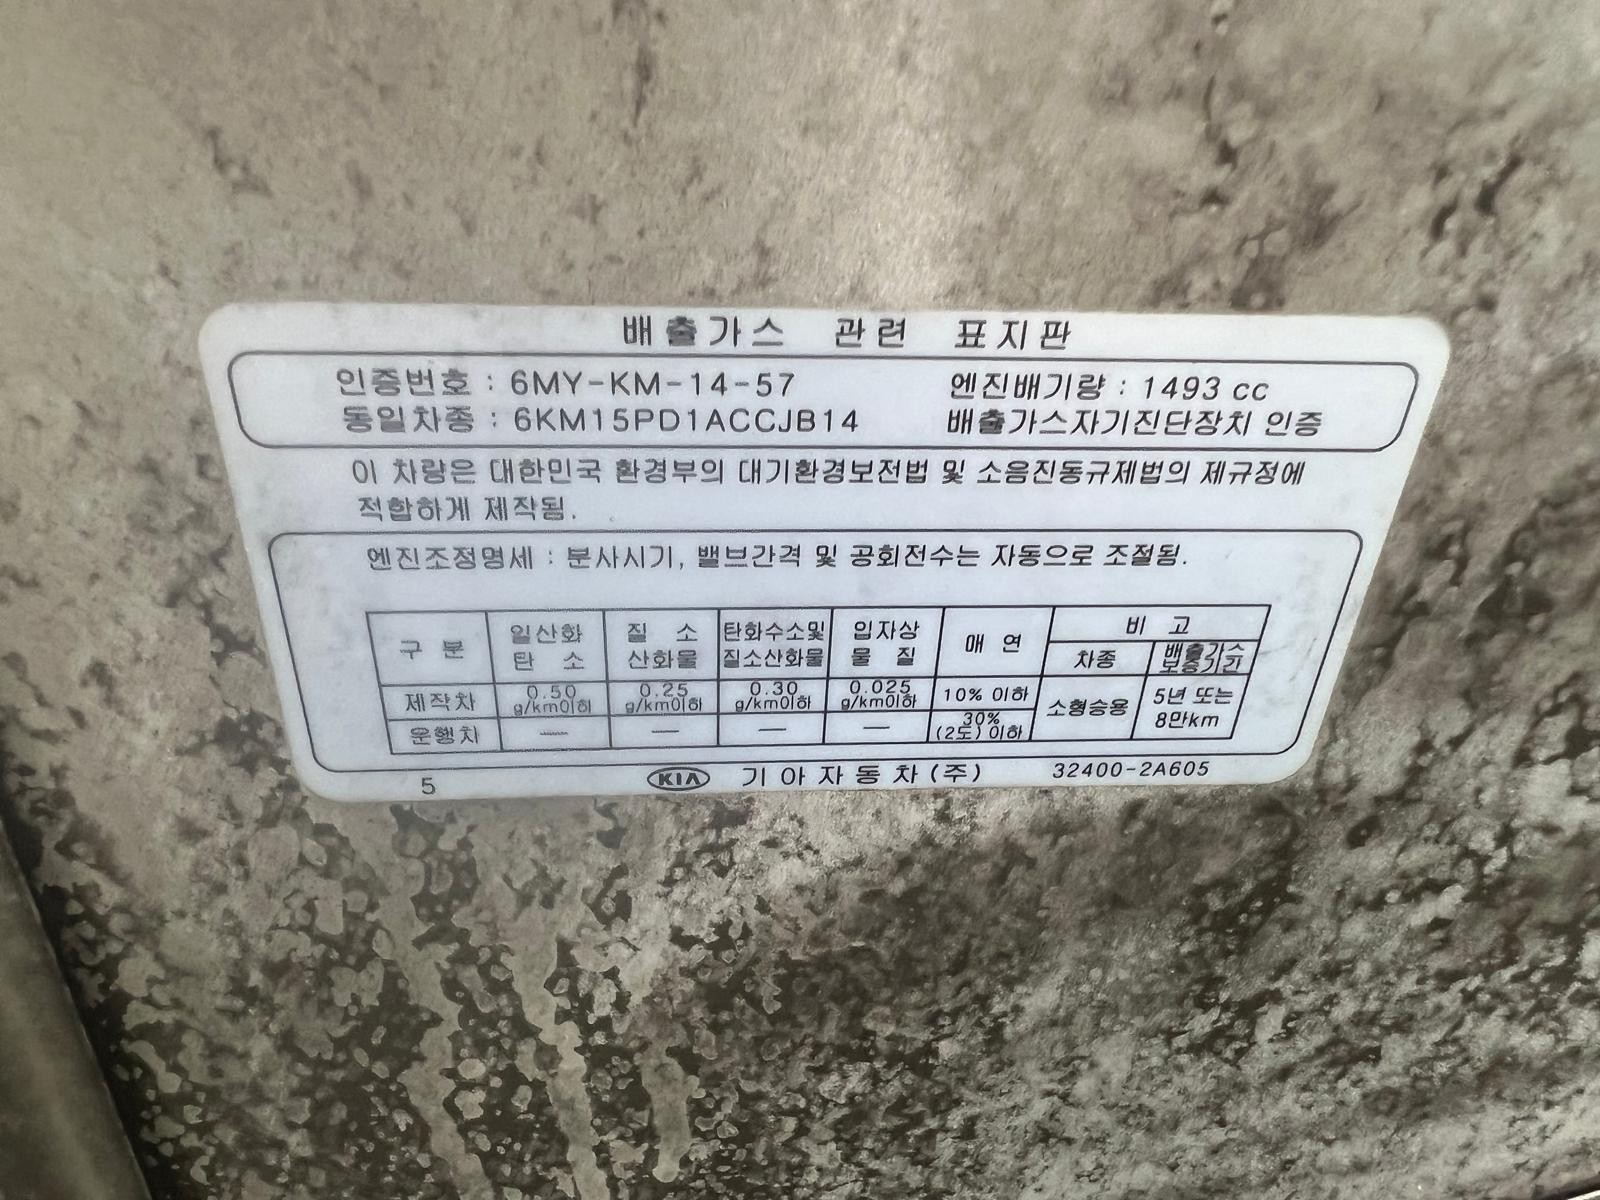 배출가스 관련 표지판
인증번호 : 6MY-KM-14-57 엔진배기량 : 1493 cc
동일차종 : 6KM15PD1ACCJB14 배출가스자기진단장치 인증
이 차량은 대한민국 환경부의 대기환경보전법 및 소음진동규제법의 제규정에
적합하게 제작됨.
엔진조정명세 : 분사시기, 밸브간격 및 공회전수는 자동으로 조절됨.
구 분 일산화 탄 소 질 소 산화물 탄화수소및 질소산화물 입자상 물 질 매 연 비 고
차종 배출가스 보증기간
제작차 0.50 g/km이하 0.25 g/km이하 0.30 g/km이하 0.025 g/km이하 10% 이하 소형승용 5년 또는 8만km
운행차 — — — — 30% (2도) 이하
5 KIA 기아자동차(주) 32400-2A605